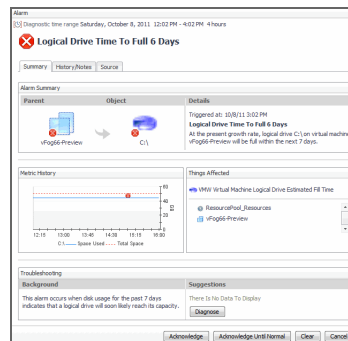 Alarm
Diagnostic time range Saturday, October 8, 2011 12:02 PM - 4:02 PM 4 hours
Logical Drive Time To Full 6 Days
Summary History/Notes Source
Alarm Summary
Parent Object Details
vFog66-Preview C:\
Triggered at: 10/8/11 3:02 PM
Logical Drive Time To Full 6 Days
At the present growth rate, logical drive C:\ on virtual machine
vFog66-Preview will be full within the next 7 days.
Metric History
60
40
20
0
GB
12:15 13:00 13:45 14:30 15:15 16:00
C:\ Space Used Total Space
Things Affected
VMW Virtual Machine Logical Drive Estimated Fill Time
ResourcePool_Resources
vFog66-Preview
Troubleshooting
Background Suggestions
This alarm occurs when disk usage for the past 7 days
indicates that a logical drive will soon likely reach its capacity.
There Is No Data To Display
Diagnose
Acknowledge Acknowledge Until Normal Clear Cancel